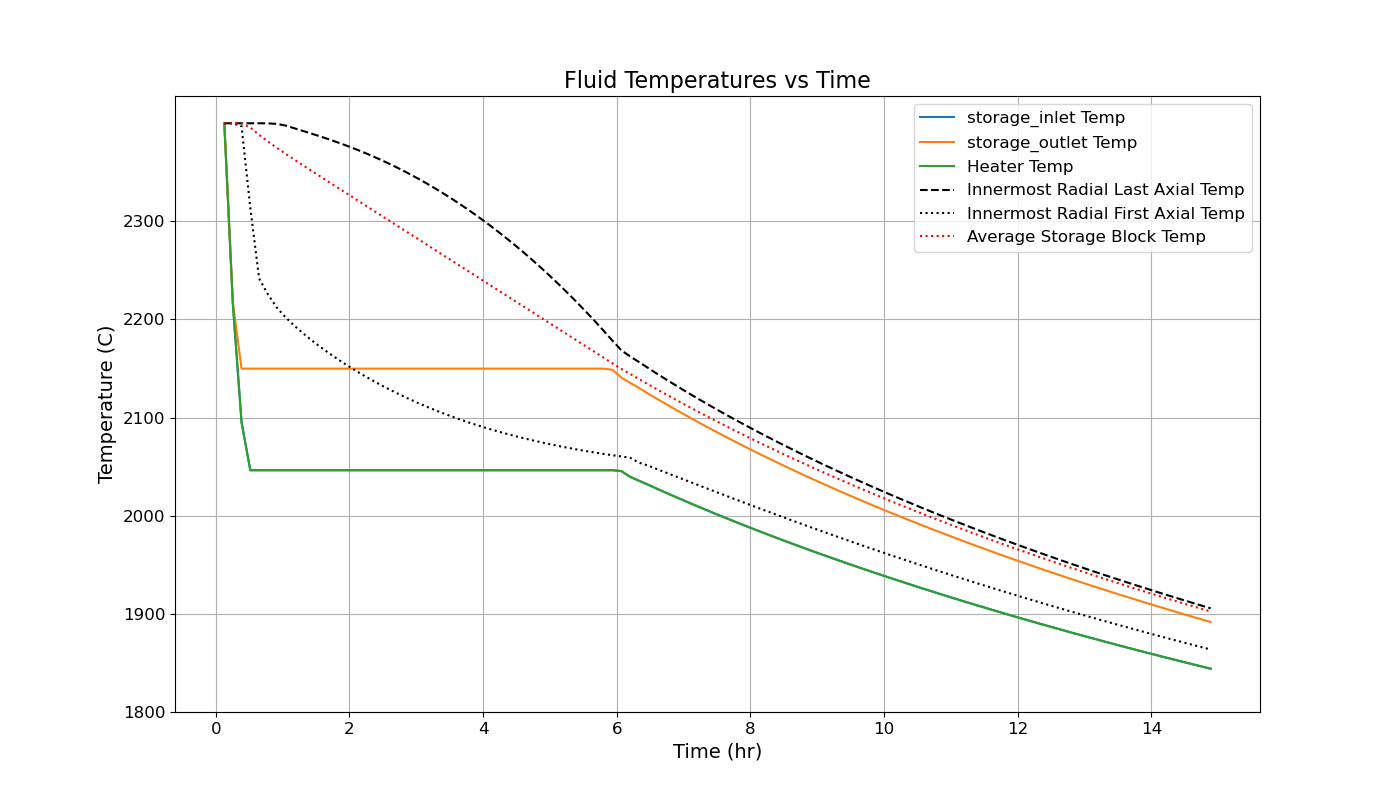 Fluid Temperatures vs Time
storage_inlet Temp
storage_outlet Temp
Heater Temp
Innermost Radial Last Axial Temp
Innermost Radial First Axial Temp
Average Storage Block Temp
Temperature (C)
2300
2200
2100
2000
1900
1800
0 2 4 6 8 10 12 14
Time (hr)